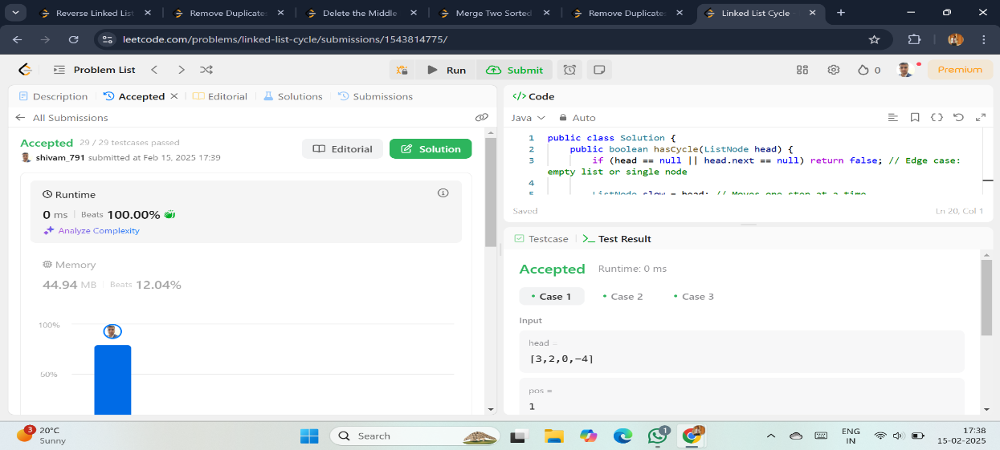 Reverse Linked List
Remove Duplicates
Delete the Middle
Merge Two Sorted
Remove Duplicates
Linked List Cycle -
leetcode.com/problems/linked-list-cycle/submissions/1543814775/
Problem List
Run
Submit
0
Premium
Description
Accepted
Editorial
Solutions
Submissions
All Submissions
Accepted 29 / 29 testcases passed
shivam_791 submitted at Feb 15, 2025 17:39
Editorial
Solution
Runtime
0 ms | Beats 100.00%
Analyze Complexity
Memory
44.94 MB | Beats 12.04%
100%
50%
</> Code
Java
Auto
1 public class Solution {
2 public boolean hasCycle(ListNode head) {
3 if (head == null || head.next == null) return false; // Edge case:
empty list or single node
4
5 ListNode slow = head; // Moves one step at a time
Saved
Ln 20, Col 1
Testcase
>_ Test Result
Accepted Runtime: 0 ms
• Case 1 • Case 2 • Case 3
Input
head =
[3,2,0,-4]
pos =
1
3
20°C
Sunny
Search
1
ENG
IN
17:38
15-02-2025